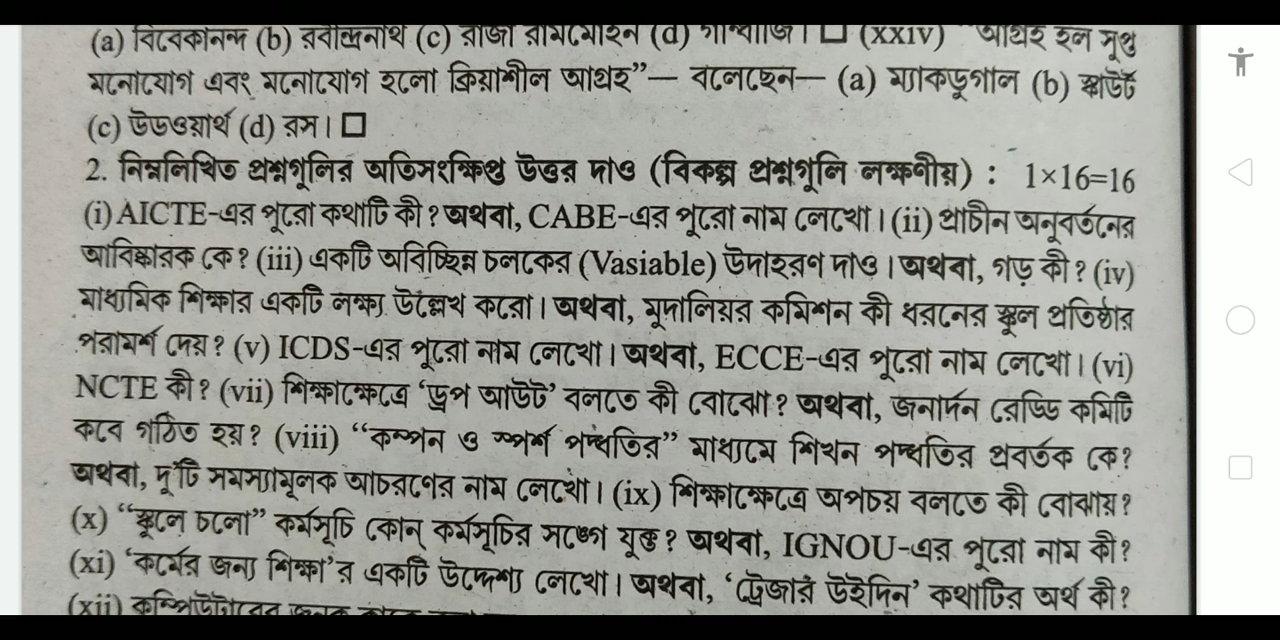 (a) বিবেকানন্দ (b) রবীন্দ্রনাথ (c) রাজা রামমোহন (d) গান্ধীজি। □ (xxiv) “আগ্রহ হল সুপ্ত
মনোযোগ এবং মনোযোগ হলো ক্রিয়াশীল আগ্রহ”— বলেছেন— (a) ম্যাকডুগাল (b) স্কাউট
(c) উডওয়ার্থ (d) রস। □
2. নিম্নলিখিত প্রশ্নগুলির অতিসংক্ষিপ্ত উত্তর দাও (বিকল্প প্রশ্নগুলি লক্ষণীয়) : 1×16=16
(i) AICTE-এর পুরো কথাটি কী? অথবা, CABE-এর পুরো নাম লেখো। (ii) প্রাচীন অনুবর্তনের
আবিষ্কারক কে? (iii) একটি অবিচ্ছিন্ন চলকের (Vasiable) উদাহরণ দাও। অথবা, গড় কী? (iv)
মাধ্যমিক শিক্ষার একটি লক্ষ্য উল্লেখ করো। অথবা, মুদালিয়র কমিশন কী ধরনের স্কুল প্রতিষ্ঠার
পরামর্শ দেয়? (v) ICDS-এর পুরো নাম লেখো। অথবা, ECCE-এর পুরো নাম লেখো। (vi)
NCTE কী? (vii) শিক্ষাক্ষেত্রে ‘ড্রপ আউট’ বলতে কী বোঝো? অথবা, জনার্দন রেড্ডি কমিটি
কবে গঠিত হয়? (viii) “কম্পন ও স্পর্শ পদ্ধতির” মাধ্যমে শিখন পদ্ধতির প্রবর্তক কে?
অথবা, দু’টি সমস্যামূলক আচরণের নাম লেখো। (ix) শিক্ষাক্ষেত্রে অপচয় বলতে কী বোঝায়?
(x) “স্কুলে চলো” কর্মসূচি কোন্ কর্মসূচির সঙ্গে যুক্ত? অথবা, IGNOU-এর পুরো নাম কী?
(xi) ‘কর্মের জন্য শিক্ষা’র একটি উদ্দেশ্য লেখো। অথবা, ‘ট্রেজার উইদিন’ কথাটির অর্থ কী?
(xii) কম্পিউটারের জনক কাকে